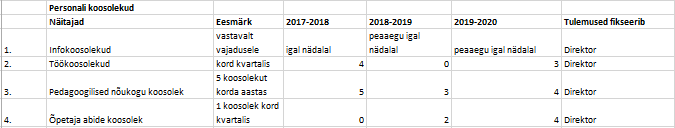 Personali koosolekud
Näitajad Eesmärk 2017-2018 2018-2019 2019-2020 Tulemused fikseerib
1. Infokoosolekud vastavalt vajadusele igal nädalal peaaegu igal nädalal peaaegu igal nädalal Direktor
2. Töökoosolekud kord kvartalis 4 0 3 Direktor
3. Pedagoogilised nõukogu koosolek 5 koosolekut korda aastas 5 3 4 Direktor
4. Õpetaja abide koosolek 1 koosolek kord kvartalis 0 2 4 Direktor